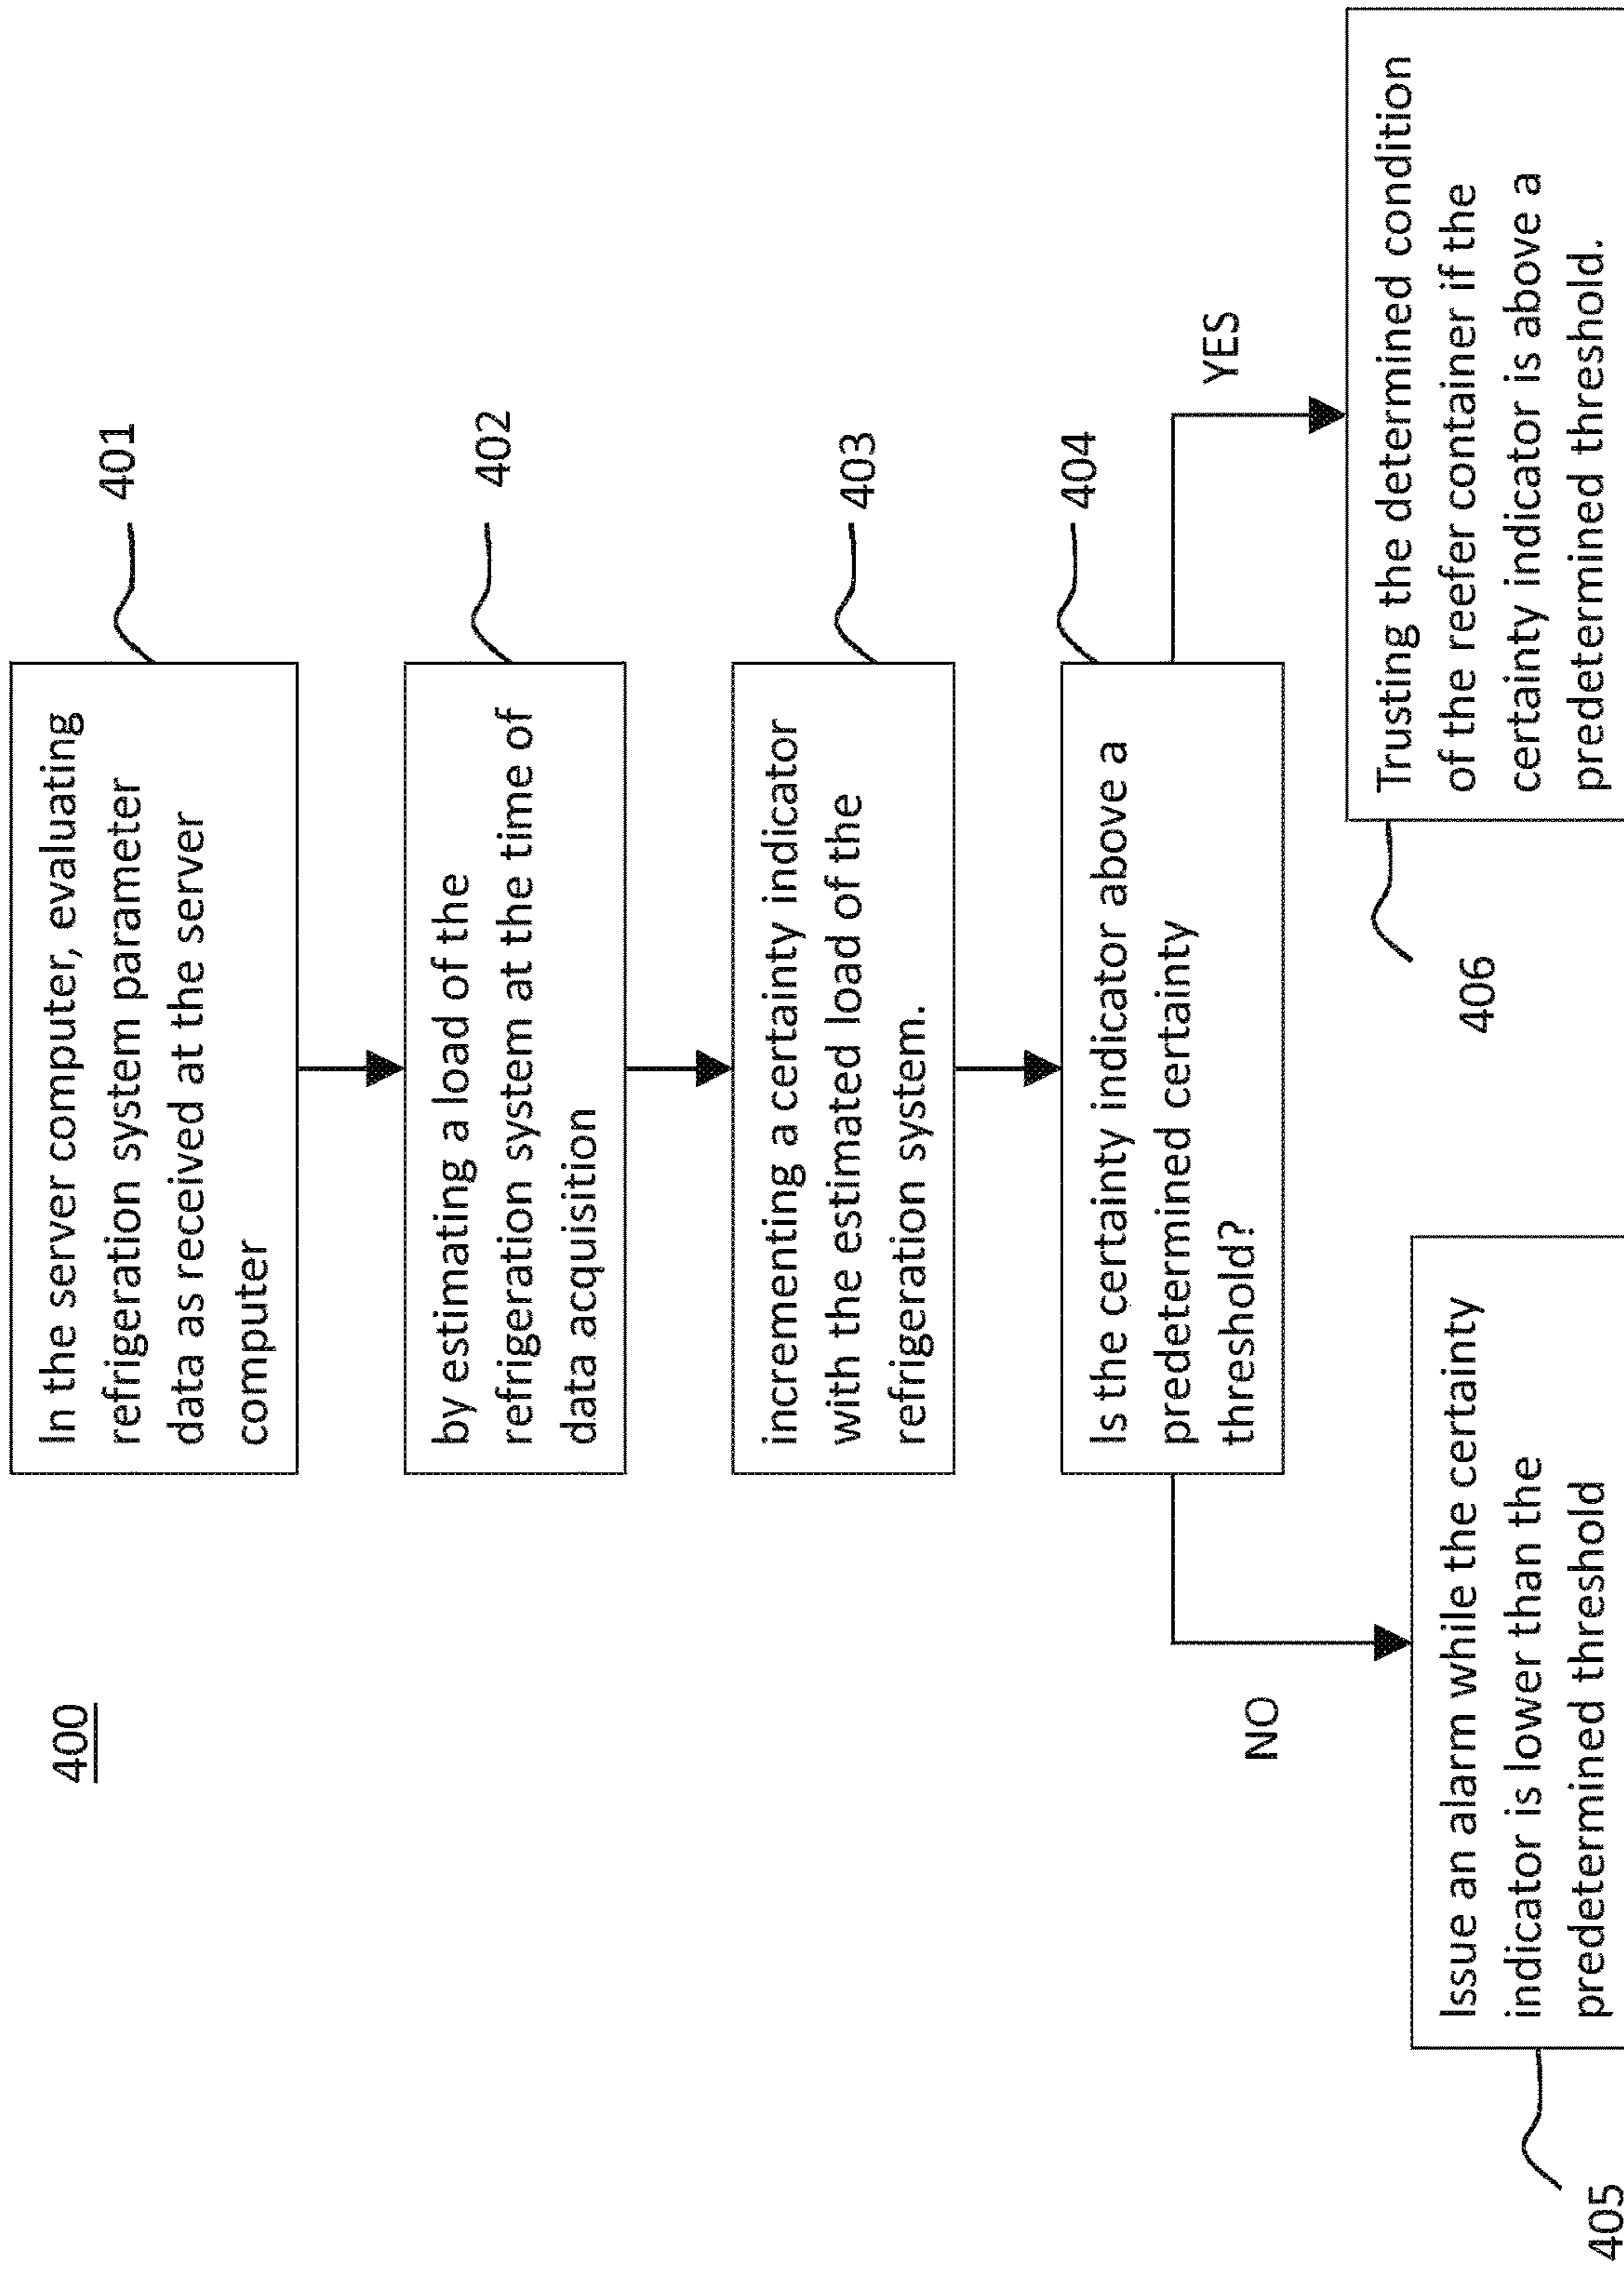 400
In the server computer, evaluating
refrigeration system parameter
data as received at the server
computer
401
by estimating a load of the
refrigeration system at the time of
data acquisition
402
incrementing a certainty indicator
with the estimated load of the
refrigeration system.
403
Is the certainty indicator above a
predetermined certainty
threshold?
404
NO
YES
Issue an alarm while the certainty
indicator is lower than the
predetermined threshold
405
Trusting the determined condition
of the reefer container if the
certainty indicator is above a
predetermined threshold.
406